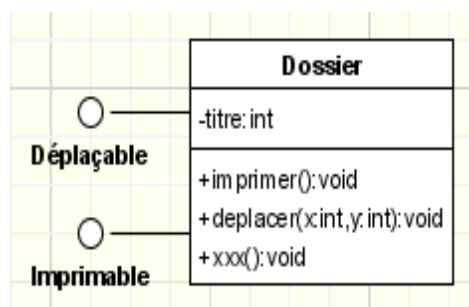 Dossier
-titre: int
Déplaçable
+imprimer():void
+deplacer(x:int,y:int):void
+xxx():void
Imprimable